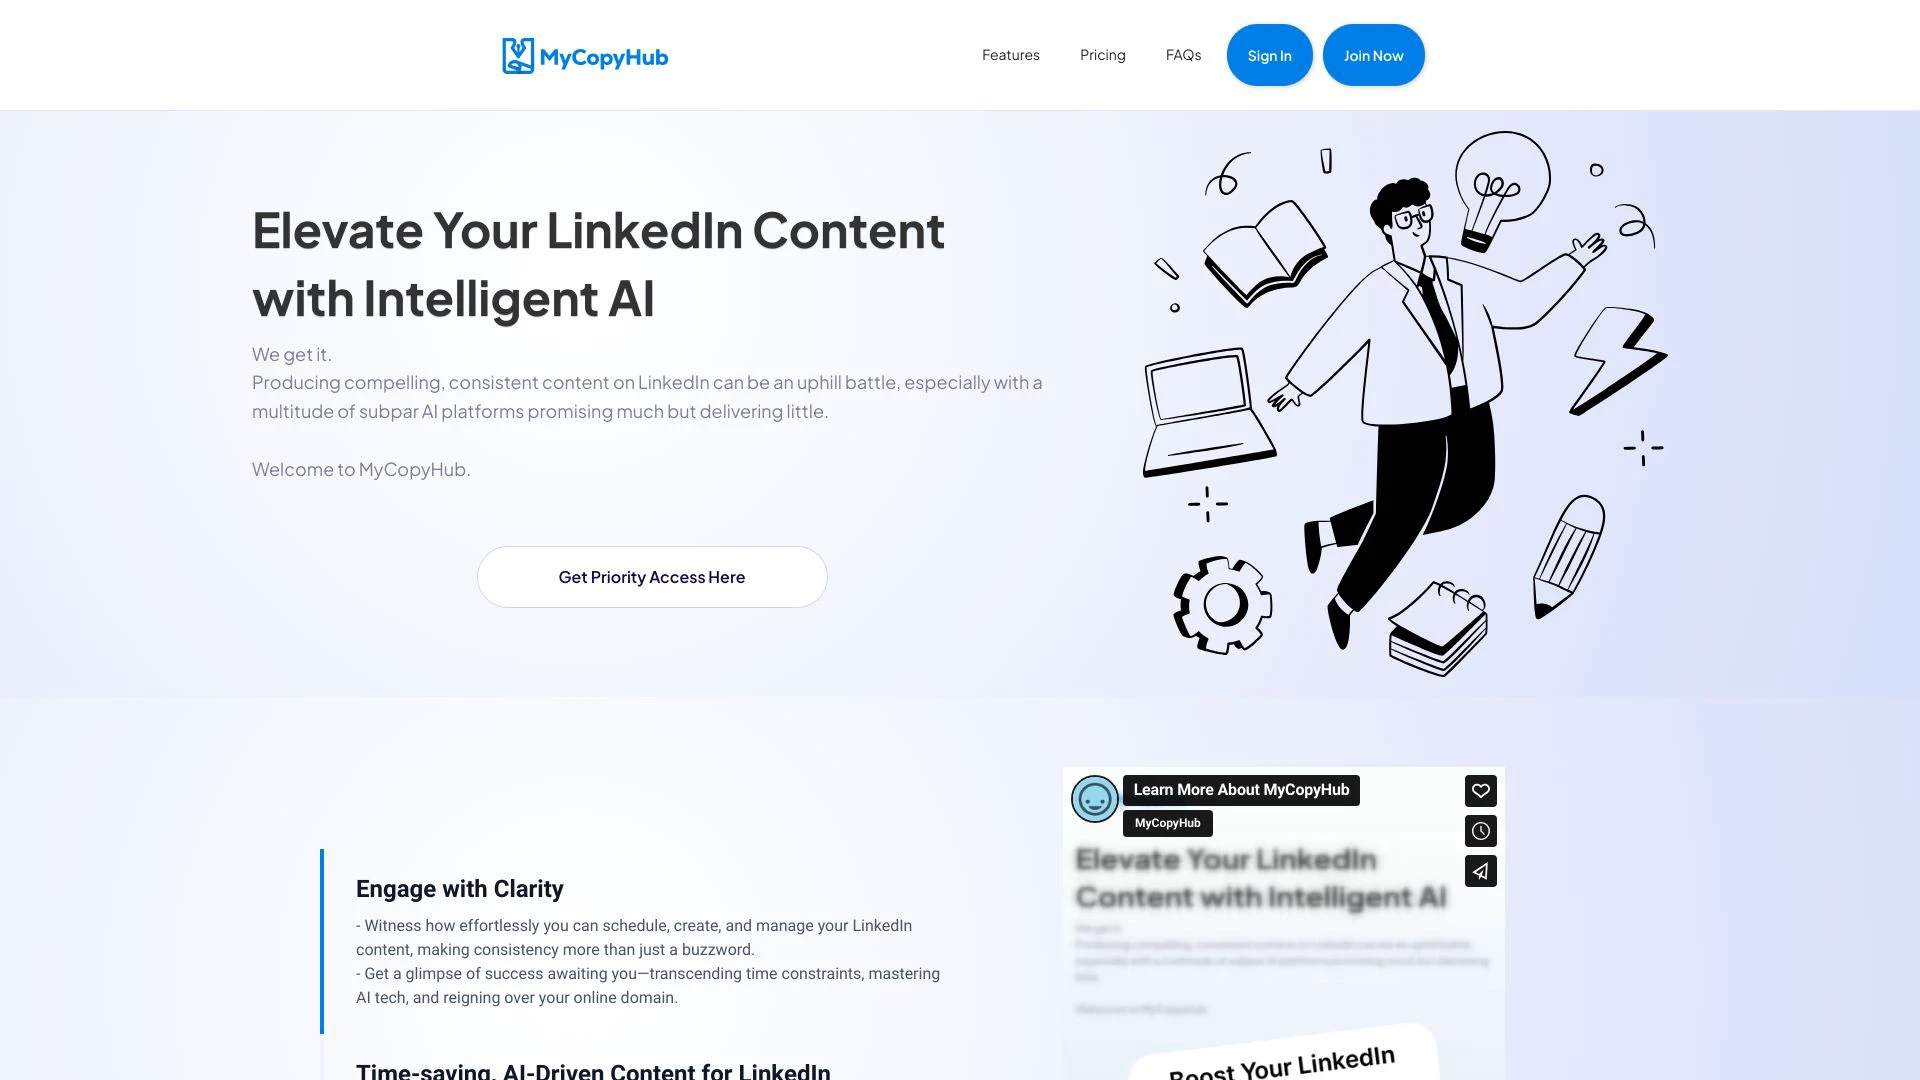 MyCopyHub
Features
Pricing
FAQs
Sign In
Join Now
Elevate Your LinkedIn Content
with Intelligent AI
We get it.
Producing compelling, consistent content on LinkedIn can be an uphill battle, especially with a
multitude of subpar AI platforms promising much but delivering little.
Welcome to MyCopyHub.
Get Priority Access Here
Engage with Clarity
- Witness how effortlessly you can schedule, create, and manage your LinkedIn
content, making consistency more than just a buzzword.
- Get a glimpse of success awaiting you—transcending time constraints, mastering
AI tech, and reigning over your online domain.
Time-saving, AI-Driven Content for LinkedIn
Learn More About MyCopyHub
MyCopyHub
Elevate Your LinkedIn
Content with Intelligent AI
Boost Your LinkedIn